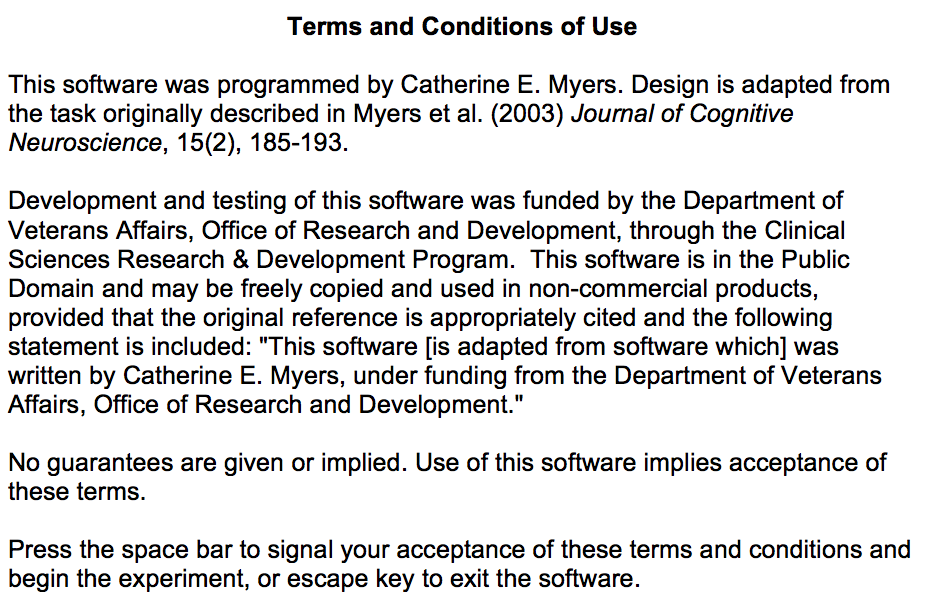 Terms and Conditions of Use
This software was programmed by Catherine E. Myers. Design is adapted from
the task originally described in Myers et al. (2003) Journal of Cognitive
Neuroscience, 15(2), 185-193.
Development and testing of this software was funded by the Department of
Veterans Affairs, Office of Research and Development, through the Clinical
Sciences Research & Development Program.  This software is in the Public
Domain and may be freely copied and used in non-commercial products,
provided that the original reference is appropriately cited and the following
statement is included: "This software [is adapted from software which] was
written by Catherine E. Myers, under funding from the Department of Veterans
Affairs, Office of Research and Development."
No guarantees are given or implied. Use of this software implies acceptance of
these terms.
Press the space bar to signal your acceptance of these terms and conditions and
begin the experiment, or escape key to exit the software.